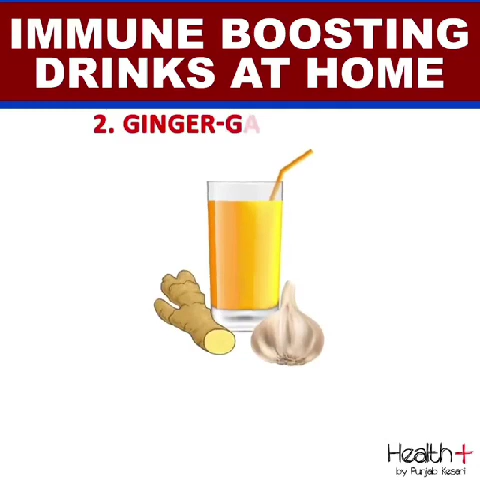 IMMUNE BOOSTING
DRINKS AT HOME
2. GINGER-GA
Health+
by Punjab Kesari